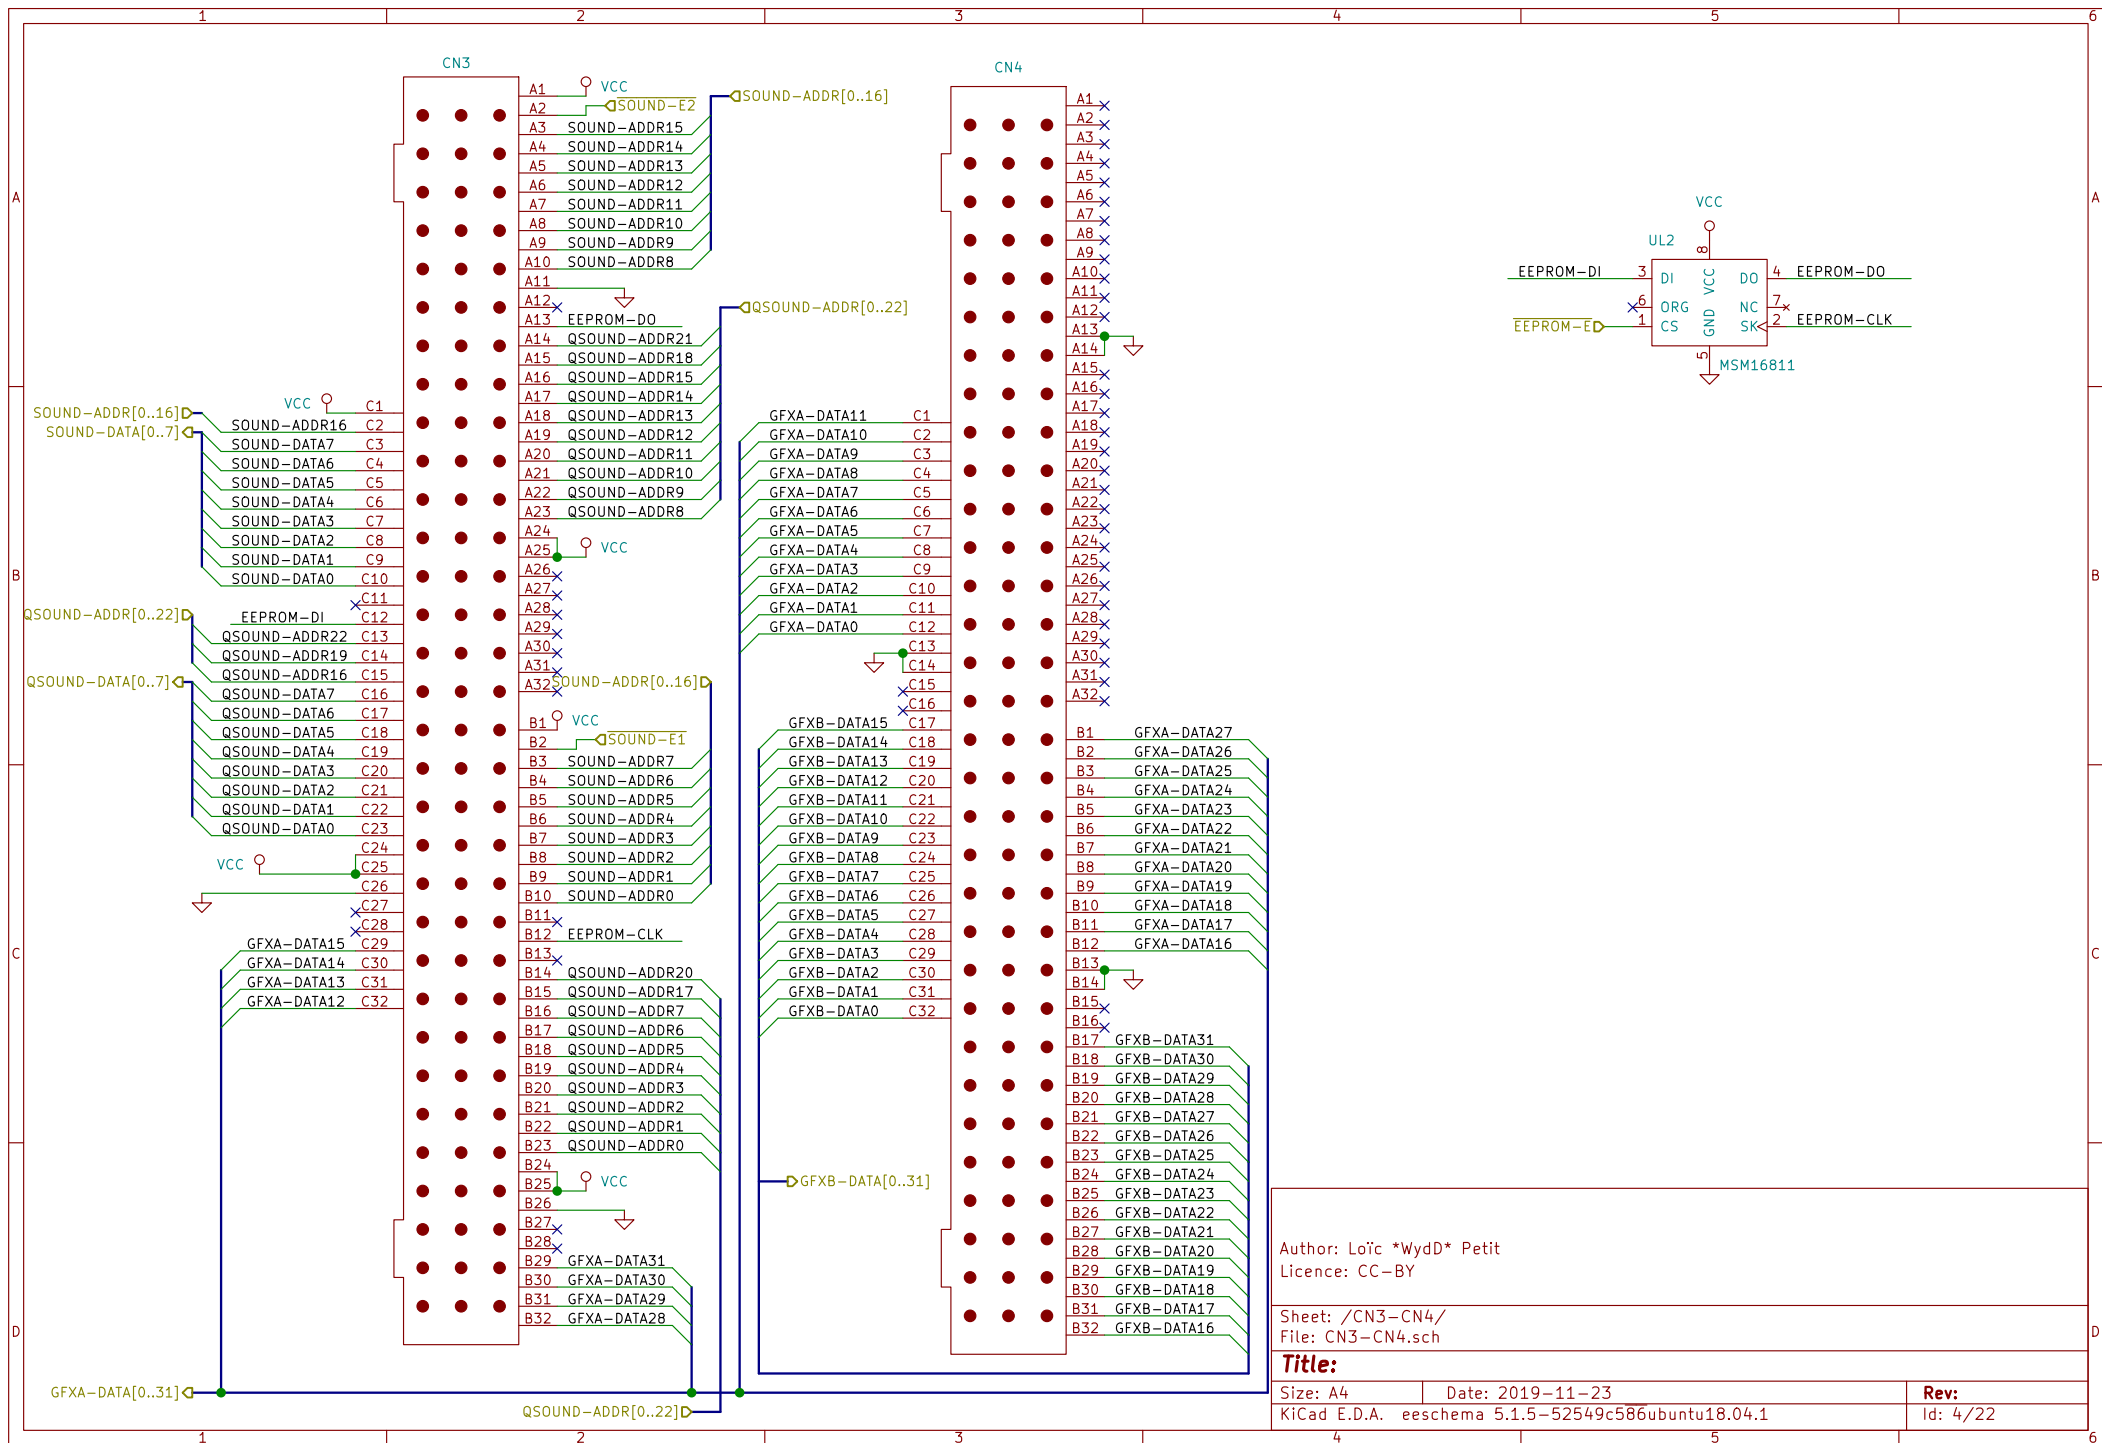 1 2 3 4 5 6
A
B
C
D
CN3
A1 VCC
A2 SOUND-E2
A3 SOUND-ADDR15
A4 SOUND-ADDR14
A5 SOUND-ADDR13
A6 SOUND-ADDR12
A7 SOUND-ADDR11
A8 SOUND-ADDR10
A9 SOUND-ADDR9
A10 SOUND-ADDR8
SOUND-ADDR[0..16]
A11
A12
A13 EEPROM-DO
A14 QSOUND-ADDR21
A15 QSOUND-ADDR18
A16 QSOUND-ADDR15
A17 QSOUND-ADDR14
A18 QSOUND-ADDR13
A19 QSOUND-ADDR12
A20 QSOUND-ADDR11
A21 QSOUND-ADDR10
A22 QSOUND-ADDR9
A23 QSOUND-ADDR8
QSOUND-ADDR[0..22]
A24
A25 VCC
A26
A27
A28
A29
A30
A31
A32
SOUND-ADDR[0..16]
B1 VCC
B2 SOUND-E1
B3 SOUND-ADDR7
B4 SOUND-ADDR6
B5 SOUND-ADDR5
B6 SOUND-ADDR4
B7 SOUND-ADDR3
B8 SOUND-ADDR2
B9 SOUND-ADDR1
B10 SOUND-ADDR0
B11
B12 EEPROM-CLK
B13
B14 QSOUND-ADDR20
B15 QSOUND-ADDR17
B16 QSOUND-ADDR7
B17 QSOUND-ADDR6
B18 QSOUND-ADDR5
B19 QSOUND-ADDR4
B20 QSOUND-ADDR3
B21 QSOUND-ADDR2
B22 QSOUND-ADDR1
B23 QSOUND-ADDR0
B24
B25 VCC
B26
B27
B28
B29 GFXA-DATA31
B30 GFXA-DATA30
B31 GFXA-DATA29
B32 GFXA-DATA28
VCC C1
SOUND-ADDR[0..16]
SOUND-DATA[0..7]
SOUND-ADDR16 C2
SOUND-DATA7 C3
SOUND-DATA6 C4
SOUND-DATA5 C5
SOUND-DATA4 C6
SOUND-DATA3 C7
SOUND-DATA2 C8
SOUND-DATA1 C9
SOUND-DATA0 C10
C11
QSOUND-ADDR[0..22]
EEPROM-DI C12
QSOUND-ADDR22 C13
QSOUND-ADDR19 C14
QSOUND-ADDR16 C15
QSOUND-DATA[0..7]
QSOUND-DATA7 C16
QSOUND-DATA6 C17
QSOUND-DATA5 C18
QSOUND-DATA4 C19
QSOUND-DATA3 C20
QSOUND-DATA2 C21
QSOUND-DATA1 C22
QSOUND-DATA0 C23
C24
VCC C25
C26
C27
C28
GFXA-DATA15 C29
GFXA-DATA14 C30
GFXA-DATA13 C31
GFXA-DATA12 C32
GFXA-DATA[0..31]
QSOUND-ADDR[0..22]
CN4
A1
A2
A3
A4
A5
A6
A7
A8
A9
A10
A11
A12
A13
A14
A15
A16
A17
A18
A19
A20
A21
A22
A23
A24
A25
A26
A27
A28
A29
A30
A31
A32
GFXA-DATA11 C1
GFXA-DATA10 C2
GFXA-DATA9 C3
GFXA-DATA8 C4
GFXA-DATA7 C5
GFXA-DATA6 C6
GFXA-DATA5 C7
GFXA-DATA4 C8
GFXA-DATA3 C9
GFXA-DATA2 C10
GFXA-DATA1 C11
GFXA-DATA0 C12
C13
C14
C15
C16
GFXB-DATA15 C17
GFXB-DATA14 C18
GFXB-DATA13 C19
GFXB-DATA12 C20
GFXB-DATA11 C21
GFXB-DATA10 C22
GFXB-DATA9 C23
GFXB-DATA8 C24
GFXB-DATA7 C25
GFXB-DATA6 C26
GFXB-DATA5 C27
GFXB-DATA4 C28
GFXB-DATA3 C29
GFXB-DATA2 C30
GFXB-DATA1 C31
GFXB-DATA0 C32
GFXB-DATA[0..31]
B1 GFXA-DATA27
B2 GFXA-DATA26
B3 GFXA-DATA25
B4 GFXA-DATA24
B5 GFXA-DATA23
B6 GFXA-DATA22
B7 GFXA-DATA21
B8 GFXA-DATA20
B9 GFXA-DATA19
B10 GFXA-DATA18
B11 GFXA-DATA17
B12 GFXA-DATA16
B13
B14
B15
B16
B17 GFXB-DATA31
B18 GFXB-DATA30
B19 GFXB-DATA29
B20 GFXB-DATA28
B21 GFXB-DATA27
B22 GFXB-DATA26
B23 GFXB-DATA25
B24 GFXB-DATA24
B25 GFXB-DATA23
B26 GFXB-DATA22
B27 GFXB-DATA21
B28 GFXB-DATA20
B29 GFXB-DATA19
B30 GFXB-DATA18
B31 GFXB-DATA17
B32 GFXB-DATA16
VCC
UL2
8
EEPROM-DI 3 DI VCC DO 4 EEPROM-DO
6 ORG NC 7
EEPROM-E 1 CS GND SK 2 EEPROM-CLK
5
MSM16811
Author: Loïc *WydD* Petit
Licence: CC-BY
Sheet: /CN3-CN4/
File: CN3-CN4.sch
Title:
Size: A4 Date: 2019-11-23 Rev:
KiCad E.D.A. eeschema 5.1.5-52549c586ubuntu18.04.1 Id: 4/22
A
B
C
D
1 2 3 4 5 6